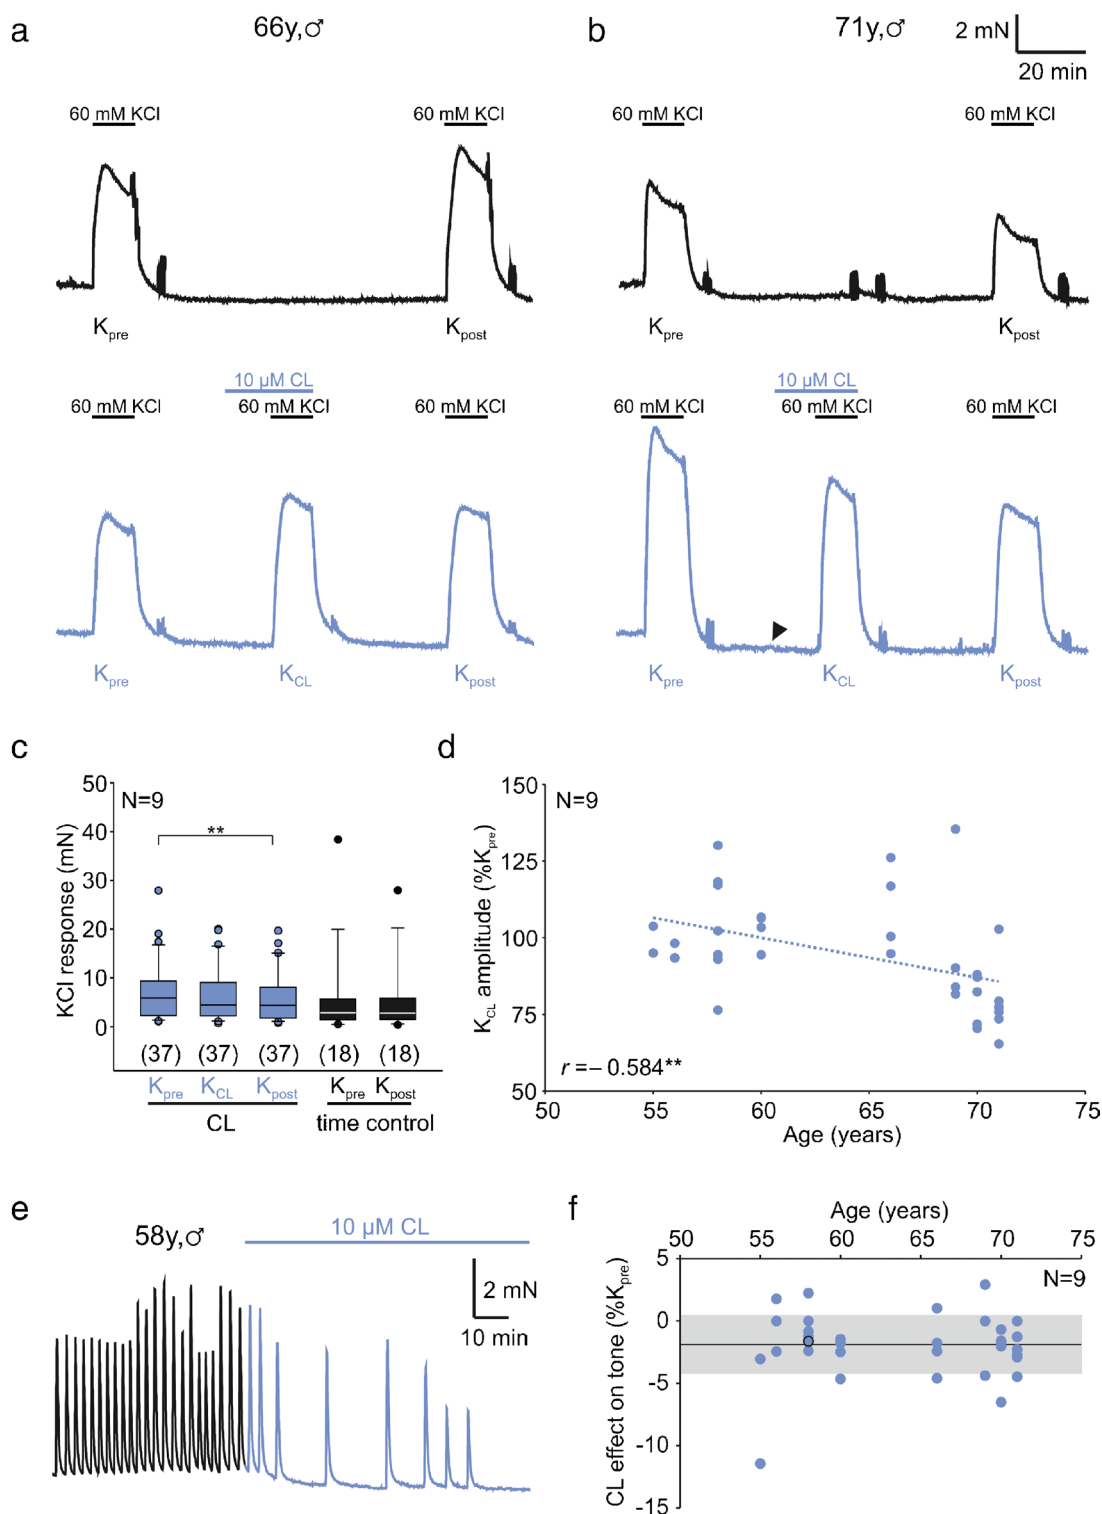 a
66y,♂
b
71y,♂
2 mN
20 min
60 mM KCl
60 mM KCl
60 mM KCl
60 mM KCl
Kpre
Kpost
Kpre
Kpost
10 µM CL
10 µM CL
60 mM KCl
60 mM KCl
60 mM KCl
60 mM KCl
60 mM KCl
60 mM KCl
Kpre
KCL
Kpost
Kpre
KCL
Kpost
c
N=9
**
KCl response (mN)
50
40
30
20
10
0
(37)
(37)
(37)
(18)
(18)
Kpre
KCL
Kpost
Kpre
Kpost
CL
time control
d
N=9
KCL amplitude (%Kpre)
150
125
100
75
50
r =− 0.584**
50
55
60
65
70
75
Age (years)
e
58y,♂
10 µM CL
2 mN
10 min
f
Age (years)
50
55
60
65
70
75
N=9
CL effect on tone (%Kpre)
5
0
-5
-10
-15